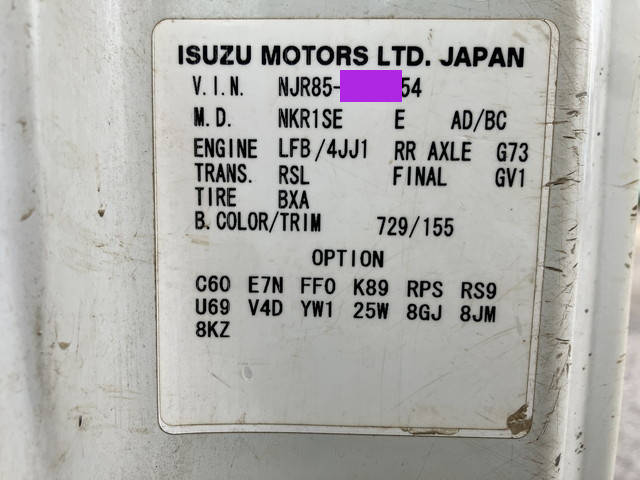 ISUZU MOTORS LTD. JAPAN
V.I.N. NJR85- 54
M.D. NKR1SE E AD/BC
ENGINE LFB/4JJ1 RR AXLE G73
TRANS. RSL FINAL GV1
TIRE BXA
B.COLOR/TRIM 729/155
OPTION
C60 E7N FF0 K89 RPS RS9
U69 V4D YW1 25W 8GJ 8JM
8KZ